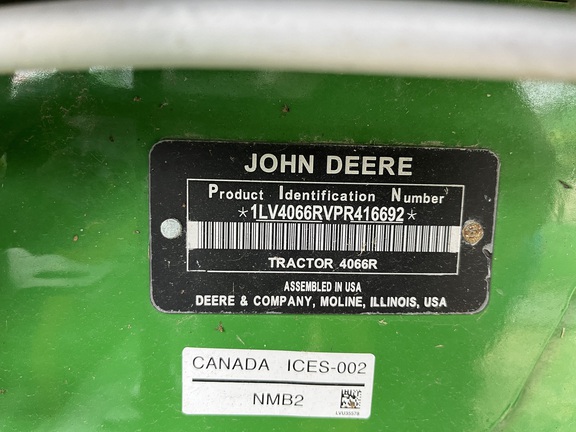 JOHN DEERE
Product Identification Number
*1LV4066RVPR416692*
TRACTOR 4066R
ASSEMBLED IN USA
DEERE & COMPANY, MOLINE, ILLINOIS, USA
CANADA ICES-002
NMB2